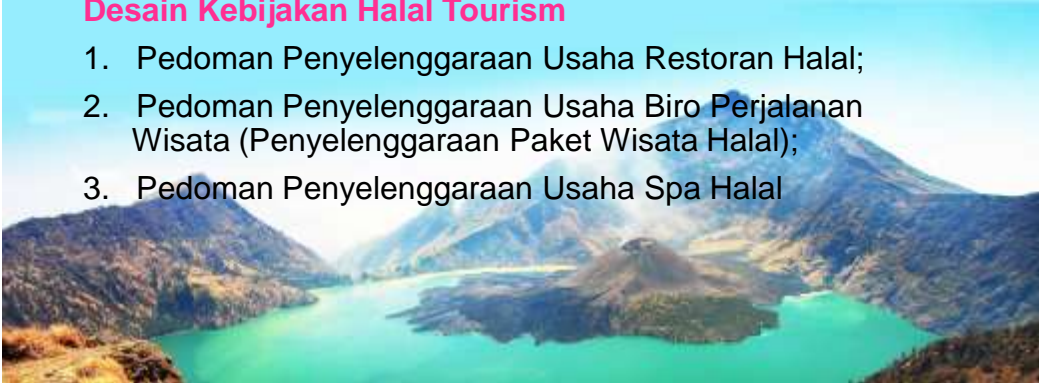 Desain Kebijakan Halal Tourism
1. Pedoman Penyelenggaraan Usaha Restoran Halal;
2. Pedoman Penyelenggaraan Usaha Biro Perjalanan
Wisata (Penyelenggaraan Paket Wisata Halal);
3. Pedoman Penyelenggaraan Usaha Spa Halal